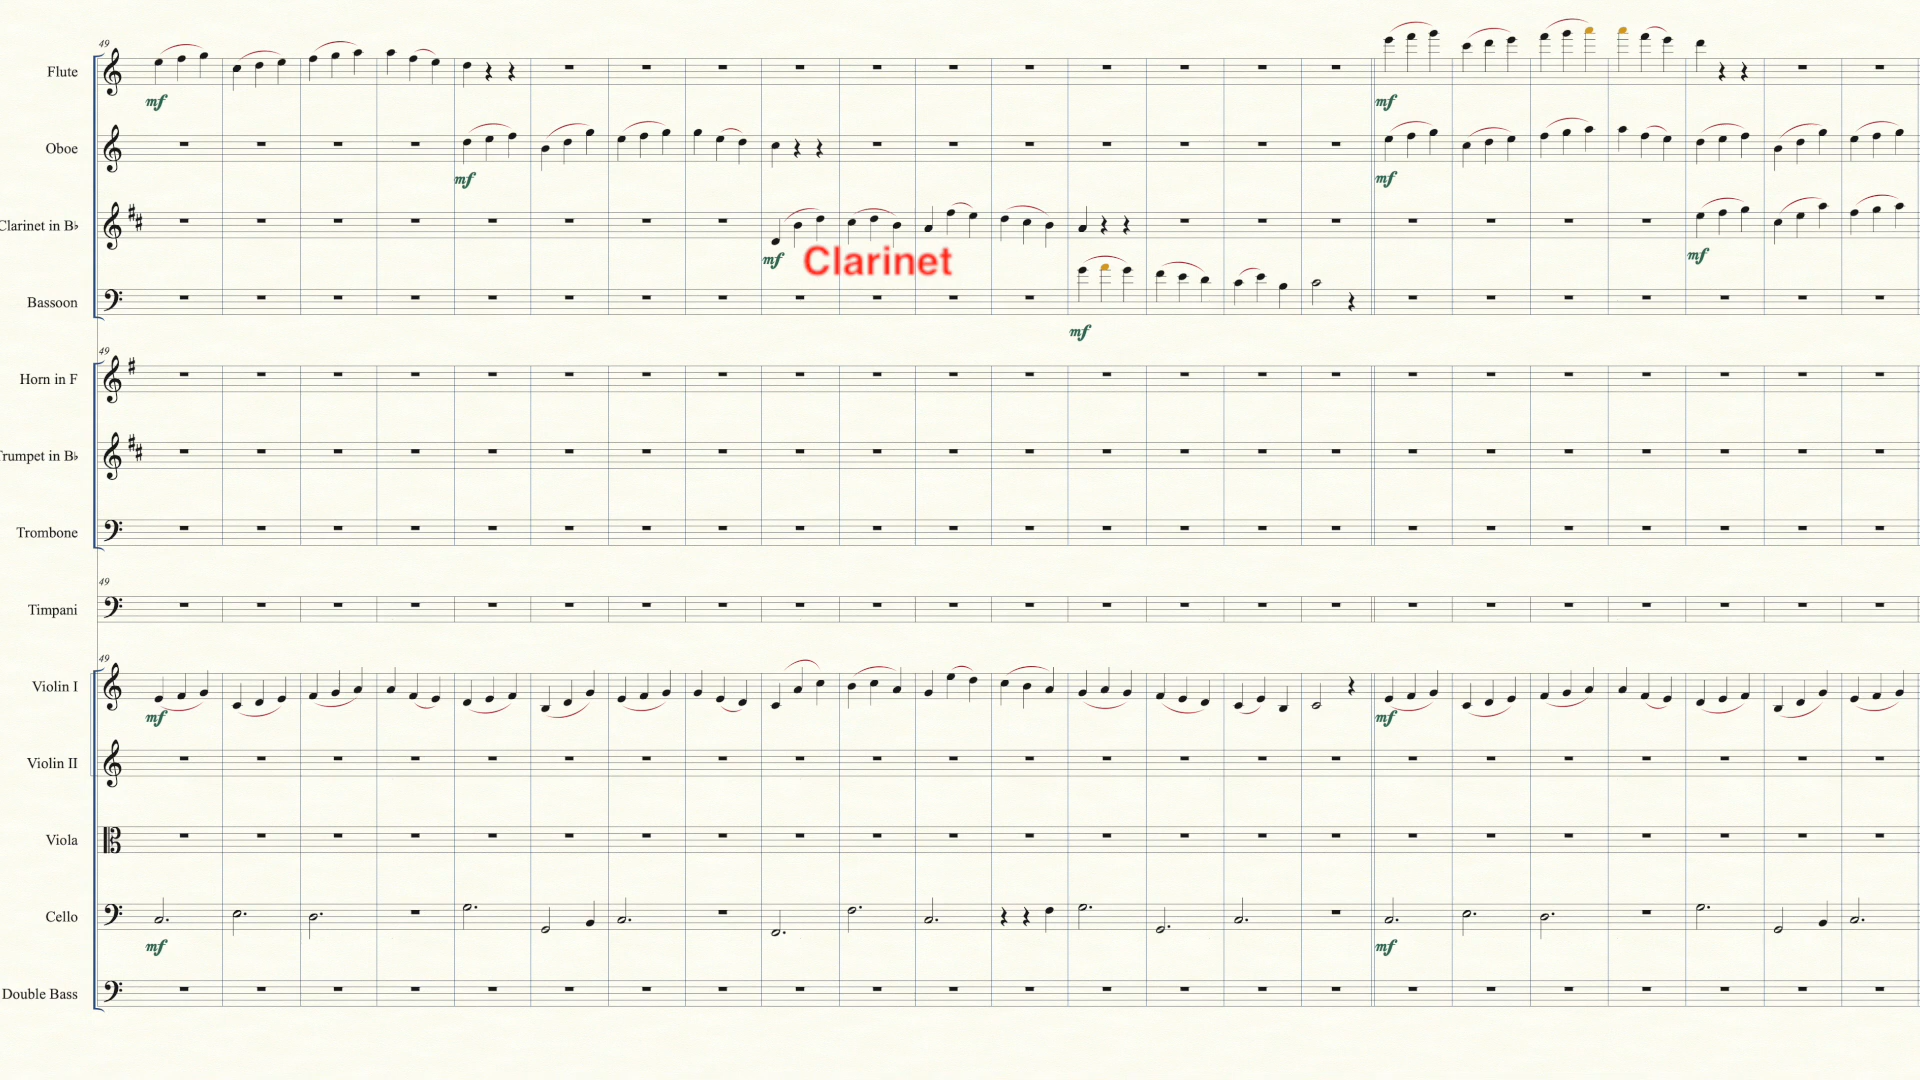 49
Flute
mf
mf
Oboe
mf
mf
Clarinet in B♭
mf
Clarinet
mf
Bassoon
mf
49
Horn in F
Trumpet in B♭
Trombone
49
Timpani
49
Violin I
mf
mf
Violin II
Viola
Cello
mf
mf
Double Bass